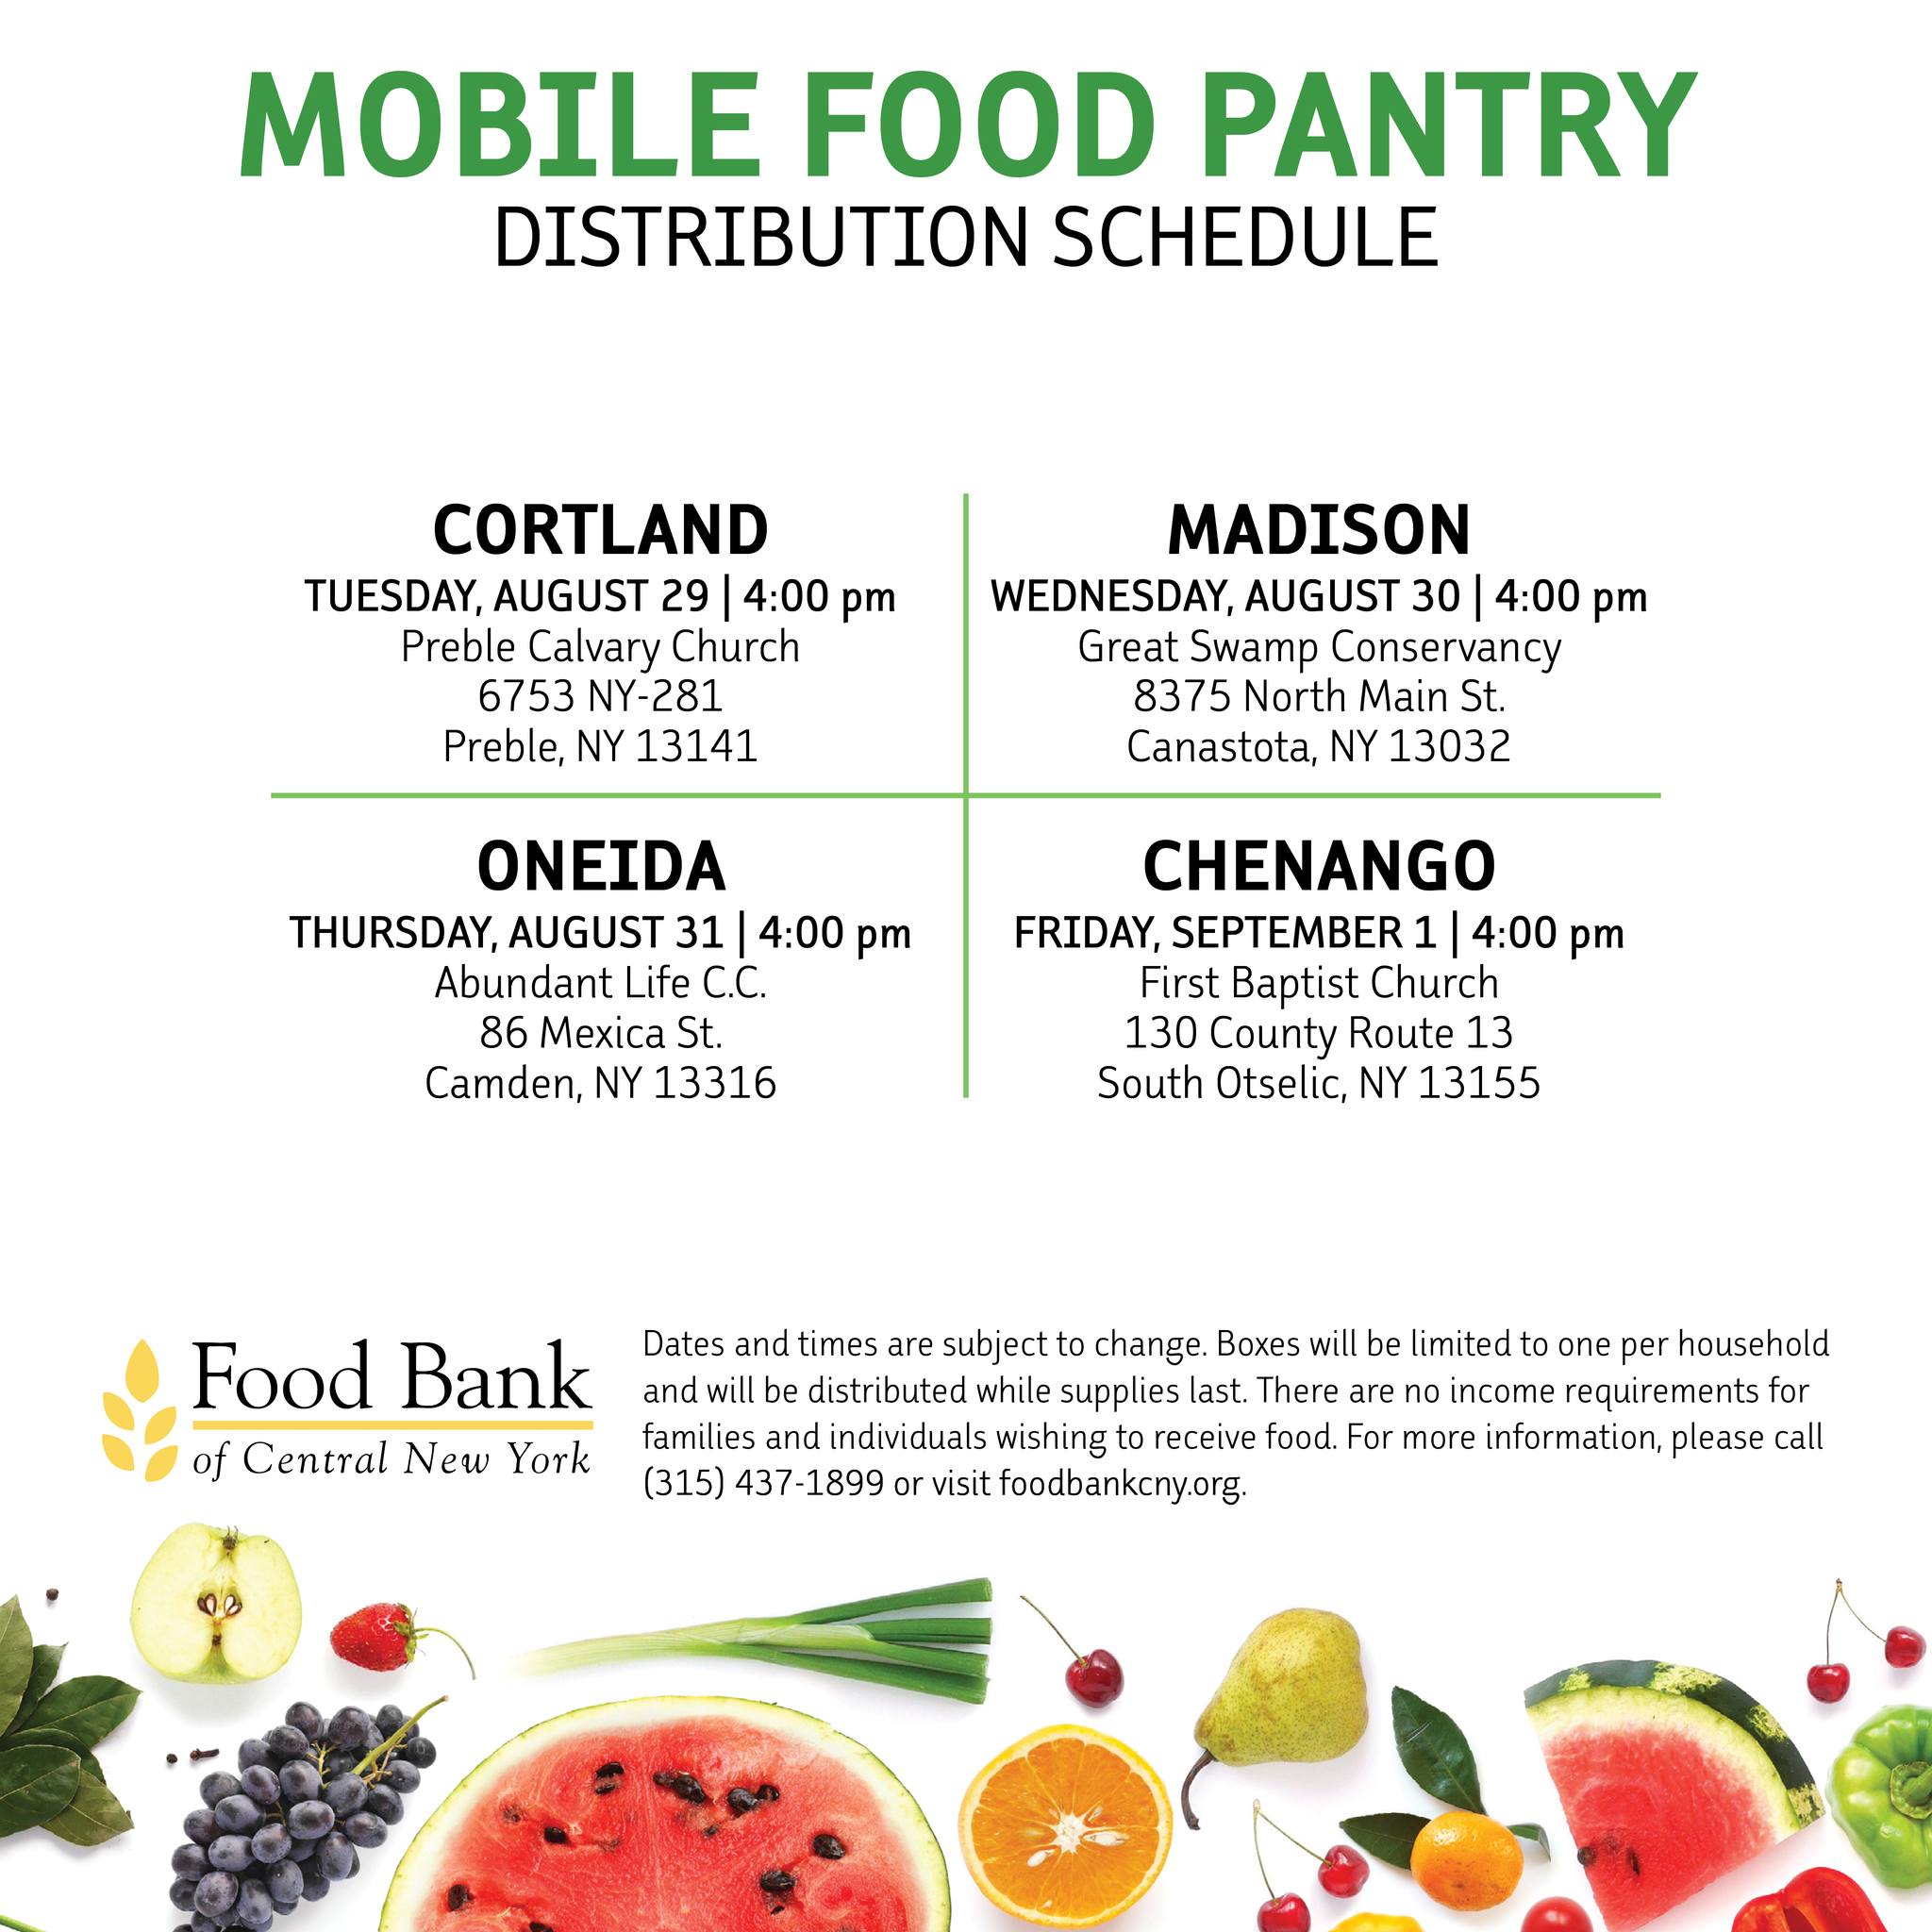 MOBILE FOOD PANTRY
DISTRIBUTION SCHEDULE
CORTLAND
TUESDAY, AUGUST 29 | 4:00 pm
Preble Calvary Church
6753 NY-281
Preble, NY 13141
MADISON
WEDNESDAY, AUGUST 30 | 4:00 pm
Great Swamp Conservancy
8375 North Main St.
Canastota, NY 13032
ONEIDA
THURSDAY, AUGUST 31 | 4:00 pm
Abundant Life C.C.
86 Mexica St.
Camden, NY 13316
CHENANGO
FRIDAY, SEPTEMBER 1 | 4:00 pm
First Baptist Church
130 County Route 13
South Otselic, NY 13155
Food Bank
of Central New York
Dates and times are subject to change. Boxes will be limited to one per household
and will be distributed while supplies last. There are no income requirements for
families and individuals wishing to receive food. For more information, please call
(315) 437-1899 or visit foodbankcny.org.